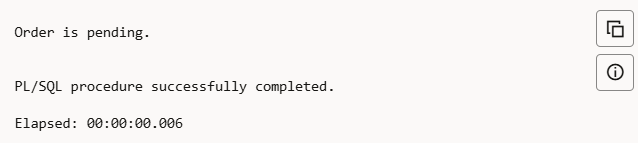 Order is pending.
PL/SQL procedure successfully completed.
Elapsed: 00:00:00.006